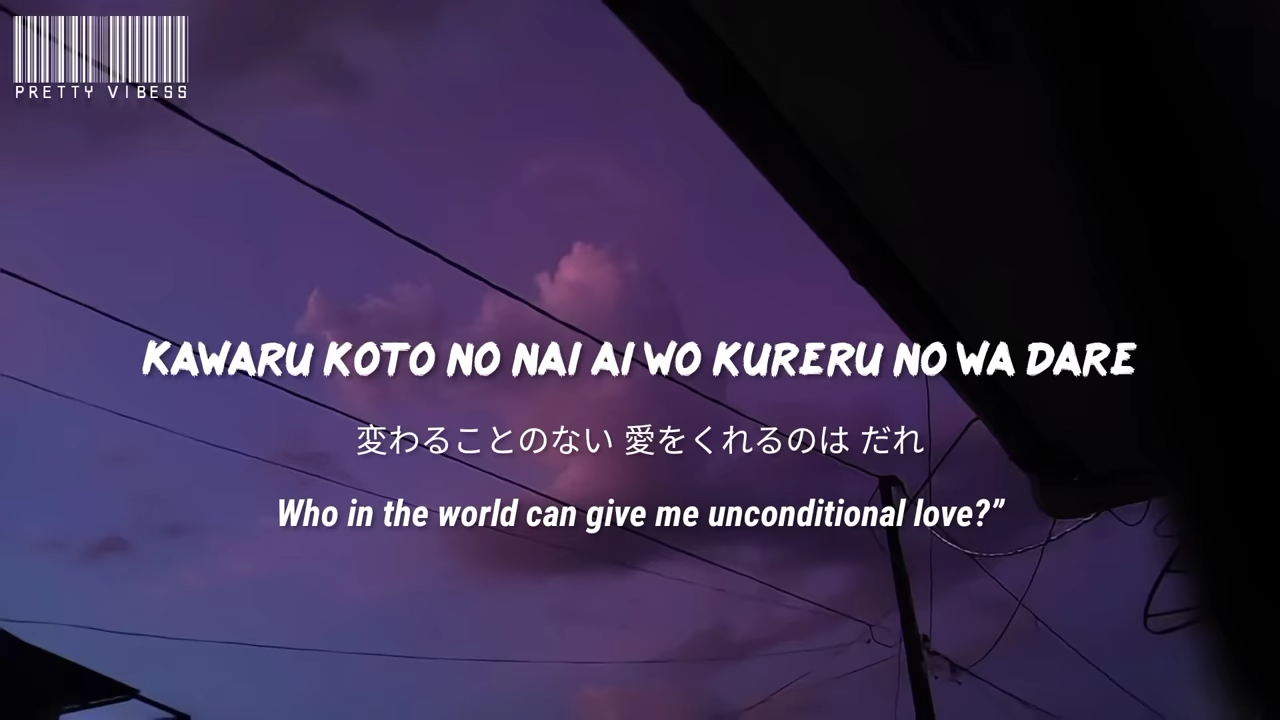 PRETTY VIBESS
KAWARU KOTO NO NAI AI WO KURERU NO WA DARE
変わることのない 愛をくれるのは だれ
Who in the world can give me unconditional love?”